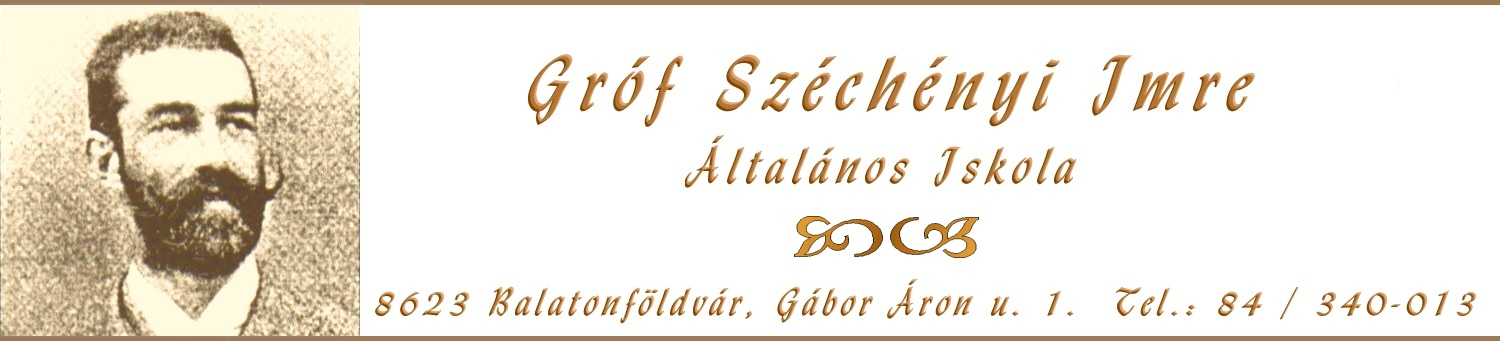 Gróf Széchényi Imre
Általános Iskola
8623 Balatonföldvár, Gábor Áron u. 1. Tel.: 84 / 340-013